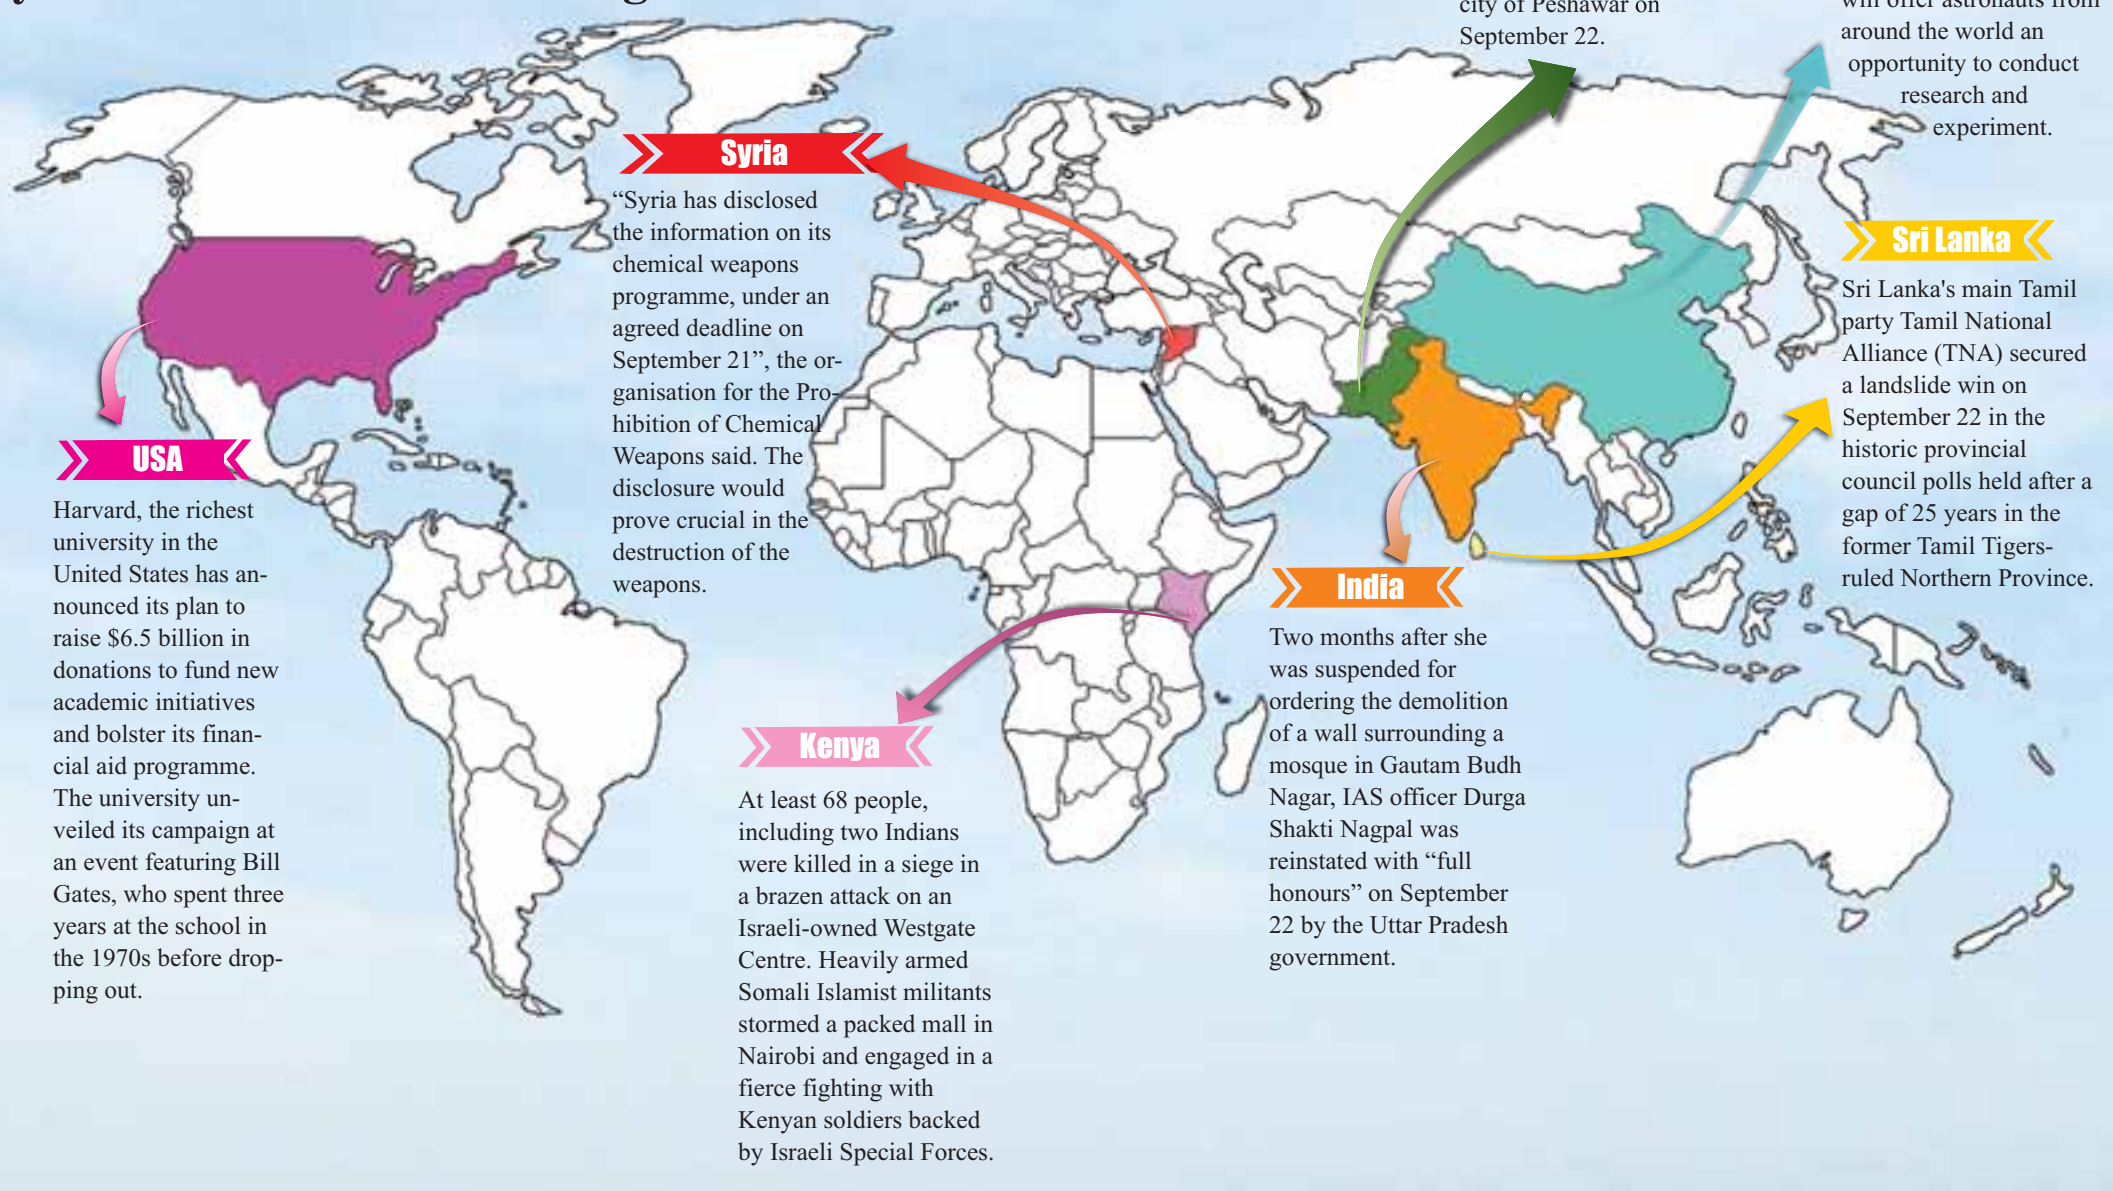 city of Peshawar on
September 22.
will offer astronauts from
around the world an
opportunity to conduct
research and
experiment.
Syria
“Syria has disclosed
the information on its
chemical weapons
programme, under an
agreed deadline on
September 21”, the or-
ganisation for the Pro-
hibition of Chemical
Weapons said. The
disclosure would
prove crucial in the
destruction of the
weapons.
Sri Lanka
Sri Lanka's main Tamil
party Tamil National
Alliance (TNA) secured
a landslide win on
September 22 in the
historic provincial
council polls held after a
gap of 25 years in the
former Tamil Tigers-
ruled Northern Province.
USA
Harvard, the richest
university in the
United States has an-
nounced its plan to
raise $6.5 billion in
donations to fund new
academic initiatives
and bolster its finan-
cial aid programme.
The university un-
veiled its campaign at
an event featuring Bill
Gates, who spent three
years at the school in
the 1970s before drop-
ping out.
Kenya
At least 68 people,
including two Indians
were killed in a siege in
a brazen attack on an
Israeli-owned Westgate
Centre. Heavily armed
Somali Islamist militants
stormed a packed mall in
Nairobi and engaged in a
fierce fighting with
Kenyan soldiers backed
by Israeli Special Forces.
India
Two months after she
was suspended for
ordering the demolition
of a wall surrounding a
mosque in Gautam Budh
Nagar, IAS officer Durga
Shakti Nagpal was
reinstated with “full
honours” on September
22 by the Uttar Pradesh
government.